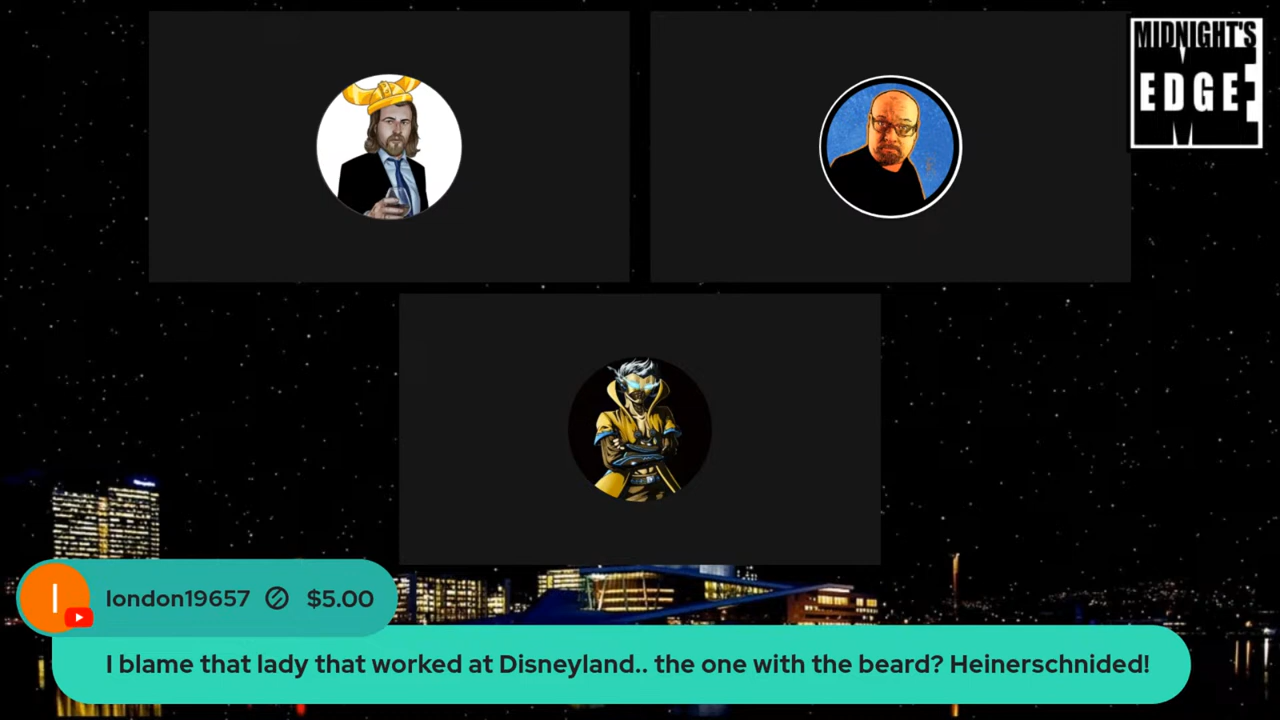 MIDNIGHT'S
EDGE
l
london19657 $5.00
I blame that lady that worked at Disneyland.. the one with the beard? Heinerschnided!